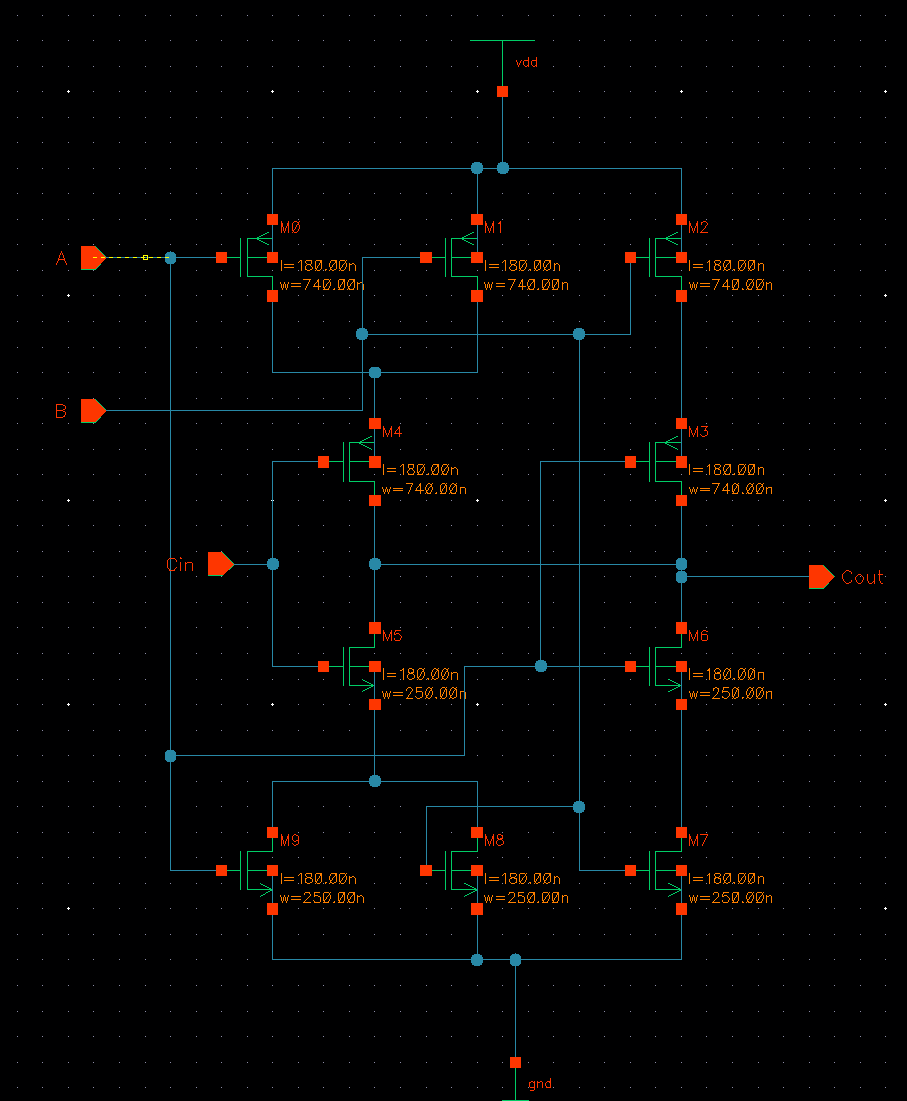 vdd
M0
l=180.00n
w=740.00n
M1
l=180.00n
w=740.00n
M2
l=180.00n
w=740.00n
A
B
M4
l=180.00n
w=740.00n
M3
l=180.00n
w=740.00n
Cin
Cout
M5
l=180.00n
w=250.00n
M6
l=180.00n
w=250.00n
M9
l=180.00n
w=250.00n
M8
l=180.00n
w=250.00n
M7
l=180.00n
w=250.00n
gnd